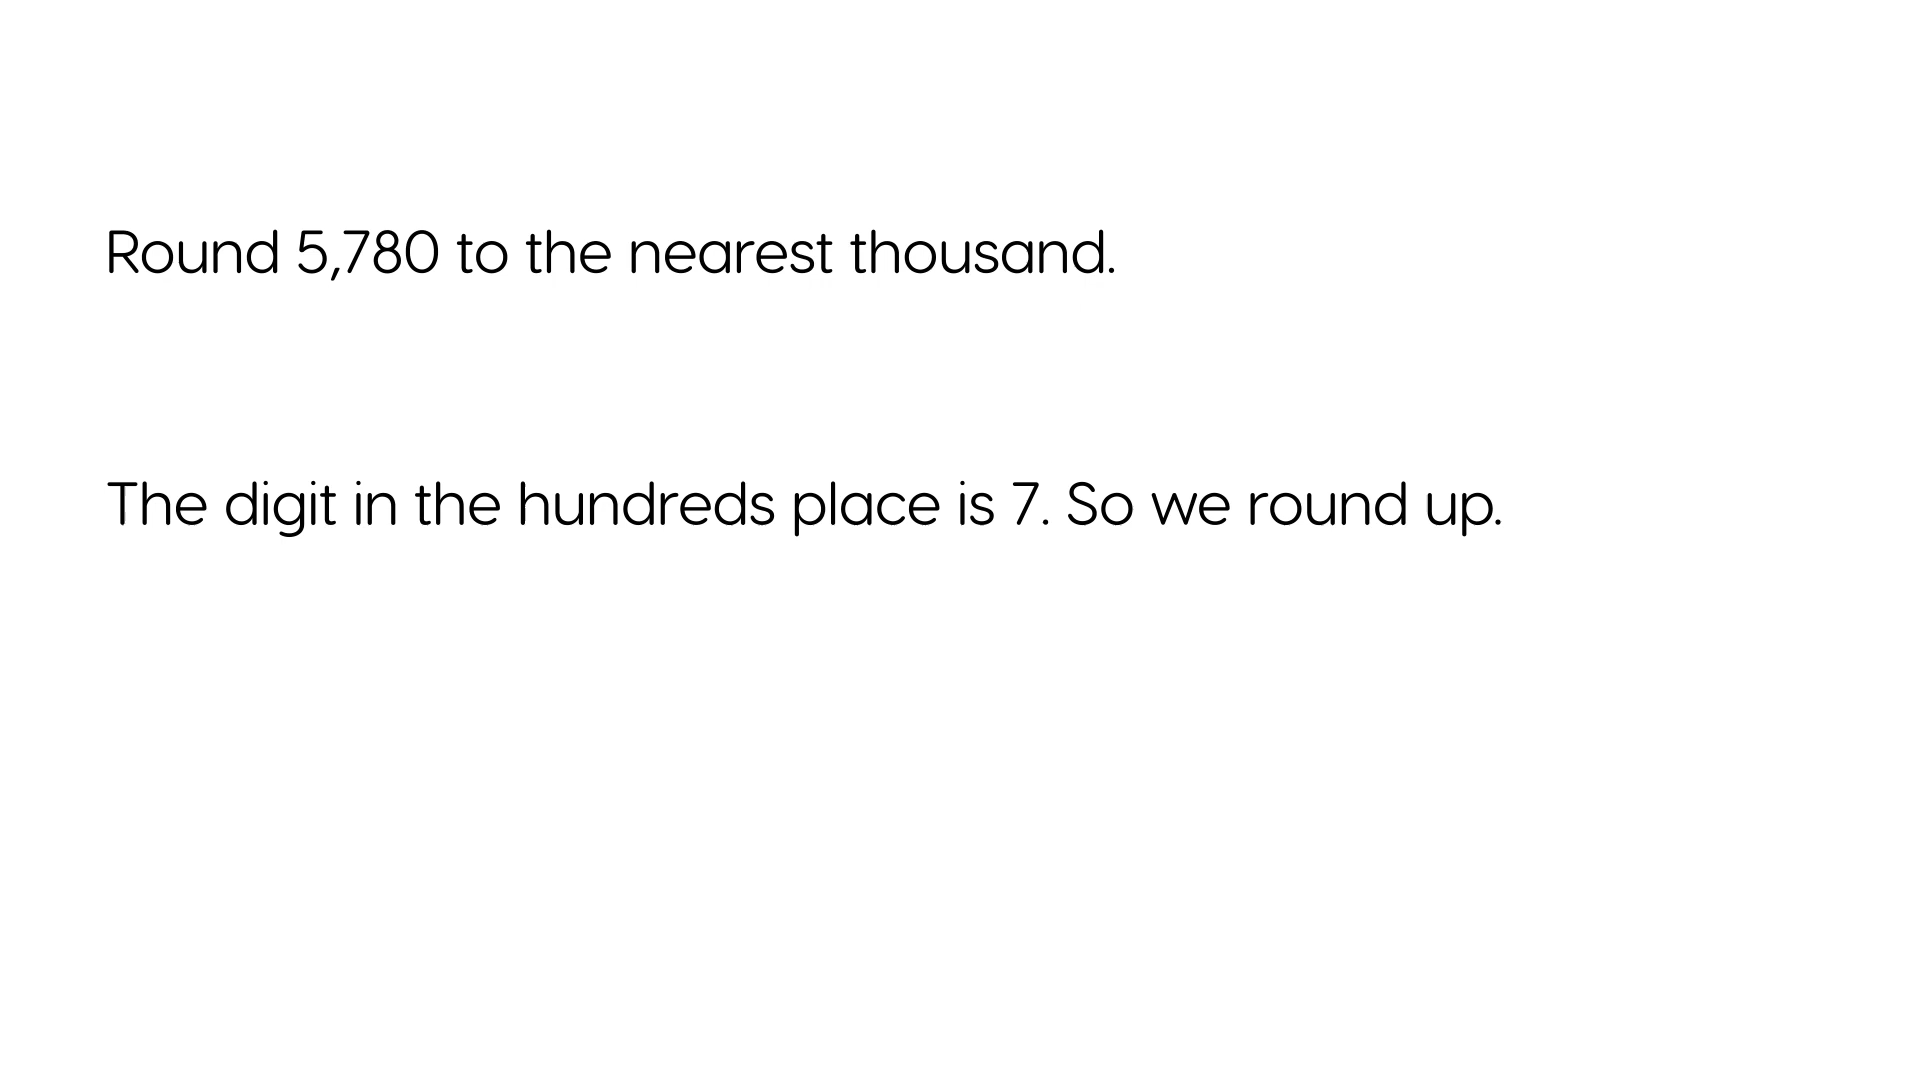 Round 5,780 to the nearest thousand.
The digit in the hundreds place is 7. So we round up.